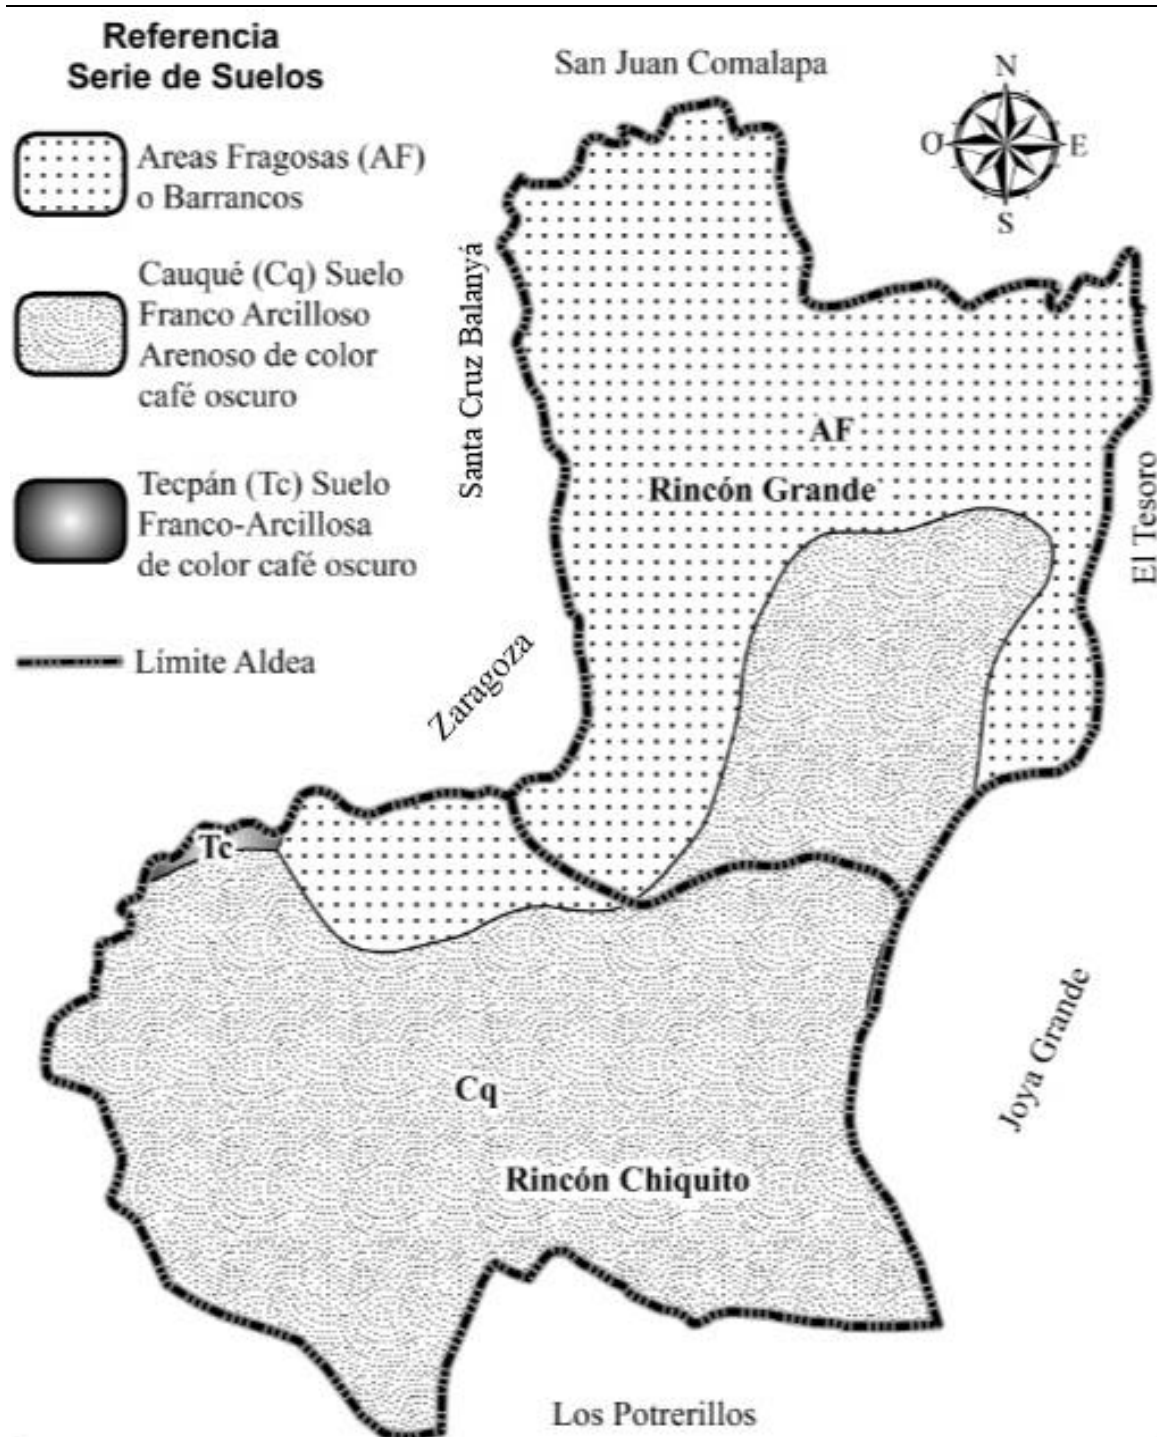 Referencia
Serie de Suelos
Areas Fragosas (AF)
o Barrancos
Cauqué (Cq) Suelo
Franco Arcilloso
Arenoso de color
café oscuro
Tecpán (Tc) Suelo
Franco-Arcillosa
de color café oscuro
Límite Aldea
San Juan Comalapa
N
O
E
S
Santa Cruz Balanyá
AF
Rincón Grande
El Tesoro
Zaragoza
Tc
Joya Grande
Cq
Rincón Chiquito
Los Potrerillos